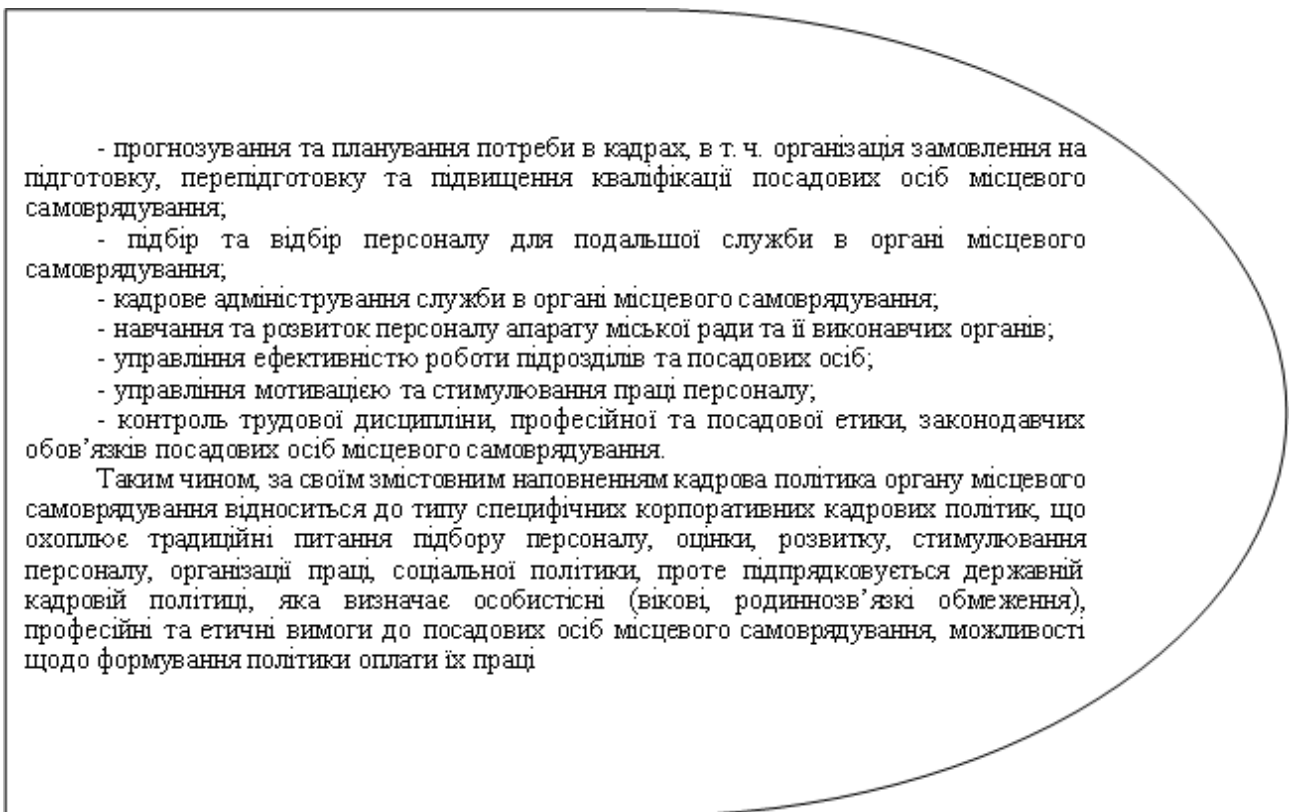 - прогнозування та планування потреби в кадрах, в т. ч. організація замовлення на
підготовку, перепідготовку та підвищення кваліфікації посадових осіб місцевого
самоврядування;
- підбір та відбір персоналу для подальшої служби в органі місцевого
самоврядування;
- кадрове адміністрування служби в органі місцевого самоврядування;
- навчання та розвиток персоналу апарату міської ради та її виконавчих органів;
- управління ефективністю роботи підрозділів та посадових осіб;
- управління мотивацією та стимулювання праці персоналу;
- контроль трудової дисципліни, професійної та посадової етики, законодавчих
обов’язків посадових осіб місцевого самоврядування.
Таким чином, за своїм змістовним наповненням кадрова політика органу місцевого
самоврядування відноситься до типу специфічних корпоративних кадрових політик, що
охоплює традиційні питання підбору персоналу, оцінки, розвитку, стимулювання
персоналу, організації праці, соціальної політики, проте підпрядковується державній
кадровій політиці, яка визначає особистісні (вікові, родиннозв’язкі обмеження),
професійні та етичні вимоги до посадових осіб місцевого самоврядування, можливості
щодо формування політики оплати їх праці